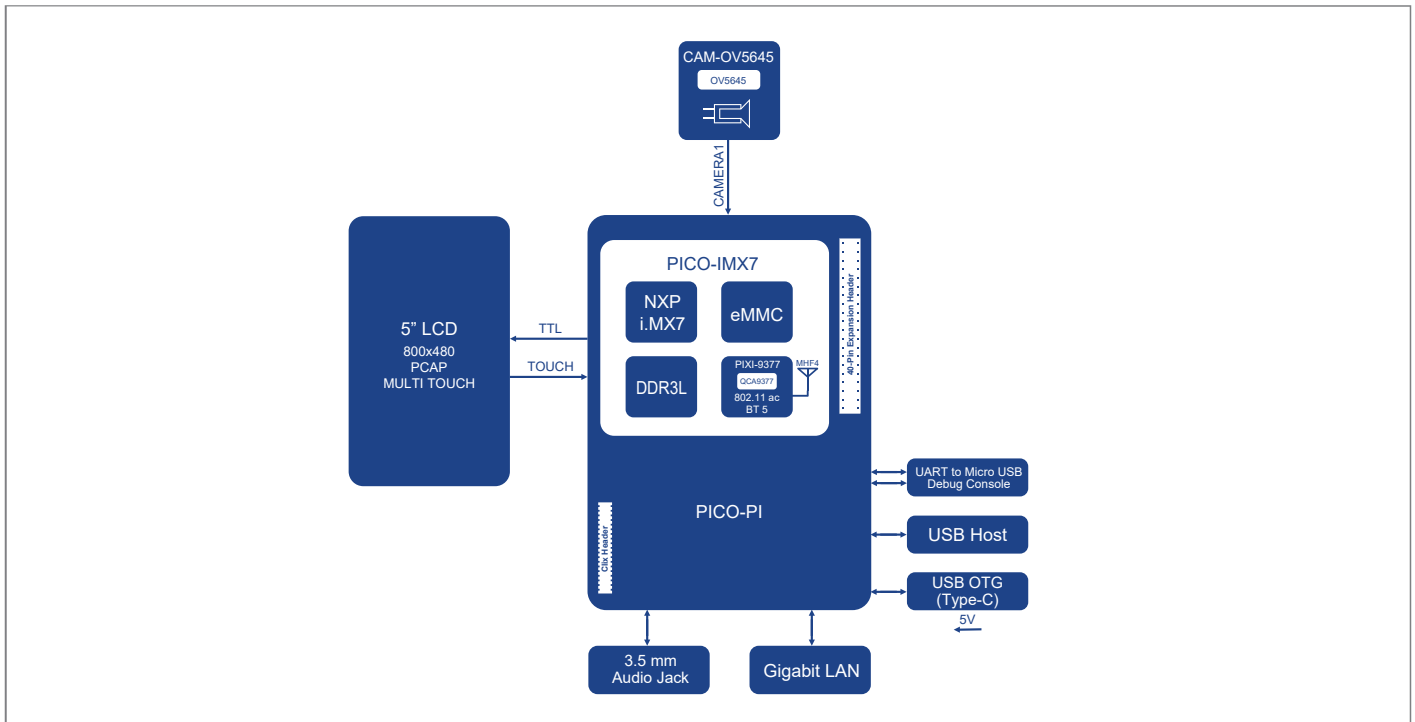 CAM-OV5645
OV5645
CAMERA1
5” LCD
800x480
PCAP
MULTI TOUCH
TTL
TOUCH
PICO-IMX7
NXP
i.MX7
eMMC
DDR3L
PIXI-9377
QCA9377
802.11 ac
BT 5
MHF4
40-Pin Expansion Header
PICO-PI
Clix Header
UART to Micro USB
Debug Console
USB Host
USB OTG
(Type-C)
5V
3.5 mm
Audio Jack
Gigabit LAN